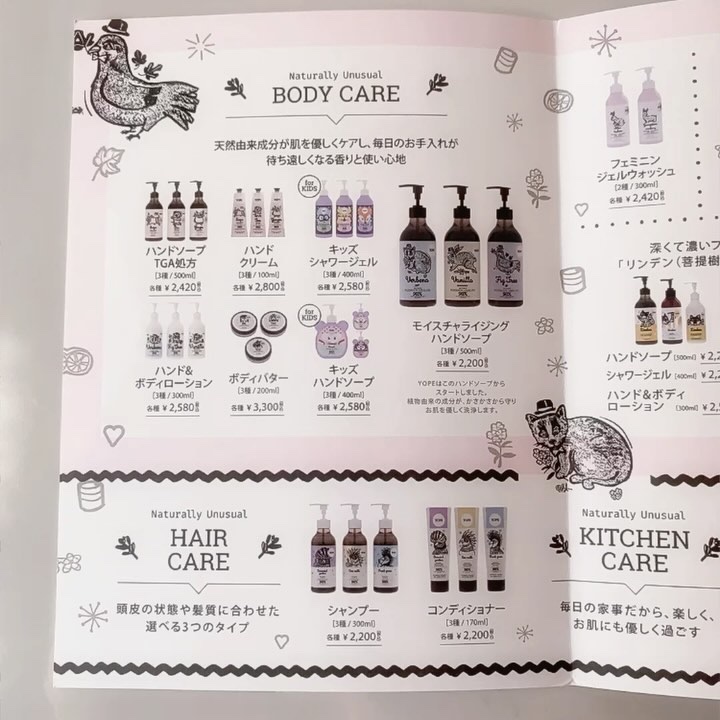 Naturally Unusual
BODY CARE
天然由来成分が肌を優しくケアし、毎日のお手入れが
待ち遠しくなる香りと使い心地
ハンドソープ
TGA処方
[3種 / 500ml]
各種 ¥2,420
ハンド
クリーム
[3種 / 100ml]
各種 ¥2,800
for KIDS
キッズ
シャワージェル
[3種 / 400ml]
各種 ¥2,580
ハンド&
ボディローション
[3種 / 300ml]
各種 ¥2,580
ボディバター
[3種 / 200ml]
各種 ¥3,300
for KIDS
キッズ
ハンドソープ
[3種 / 400ml]
各種 ¥2,580
Verbena
Vanilla
Fig Tree
モイスチャライジング
ハンドソープ
[3種 / 500ml]
各種 ¥2,200
YOPEはこのハンドソープから
スタートしました。
植物由来の成分が、かさかさから守り
お肌を優しく洗浄します。
フェミニン
ジェルウォッシュ
[2種 / 300ml]
各種 ¥2,420
深くて濃いフ
「リンデン(菩提樹
ハンドソープ [500ml] ¥2,2
シャワージェル [400ml] ¥2,2
ハンド&ボディ
ローション [300ml] ¥2,5
Naturally Unusual
HAIR
CARE
頭皮の状態や髪質に合わせた
選べる3つのタイプ
シャンプー
[3種 / 300ml]
各種 ¥2,200
コンディショナー
[3種 / 170ml]
各種 ¥2,200
Naturally Unusual
KITCHEN
CARE
毎日の家事だから、楽しく、
お肌にも優しく過ごす